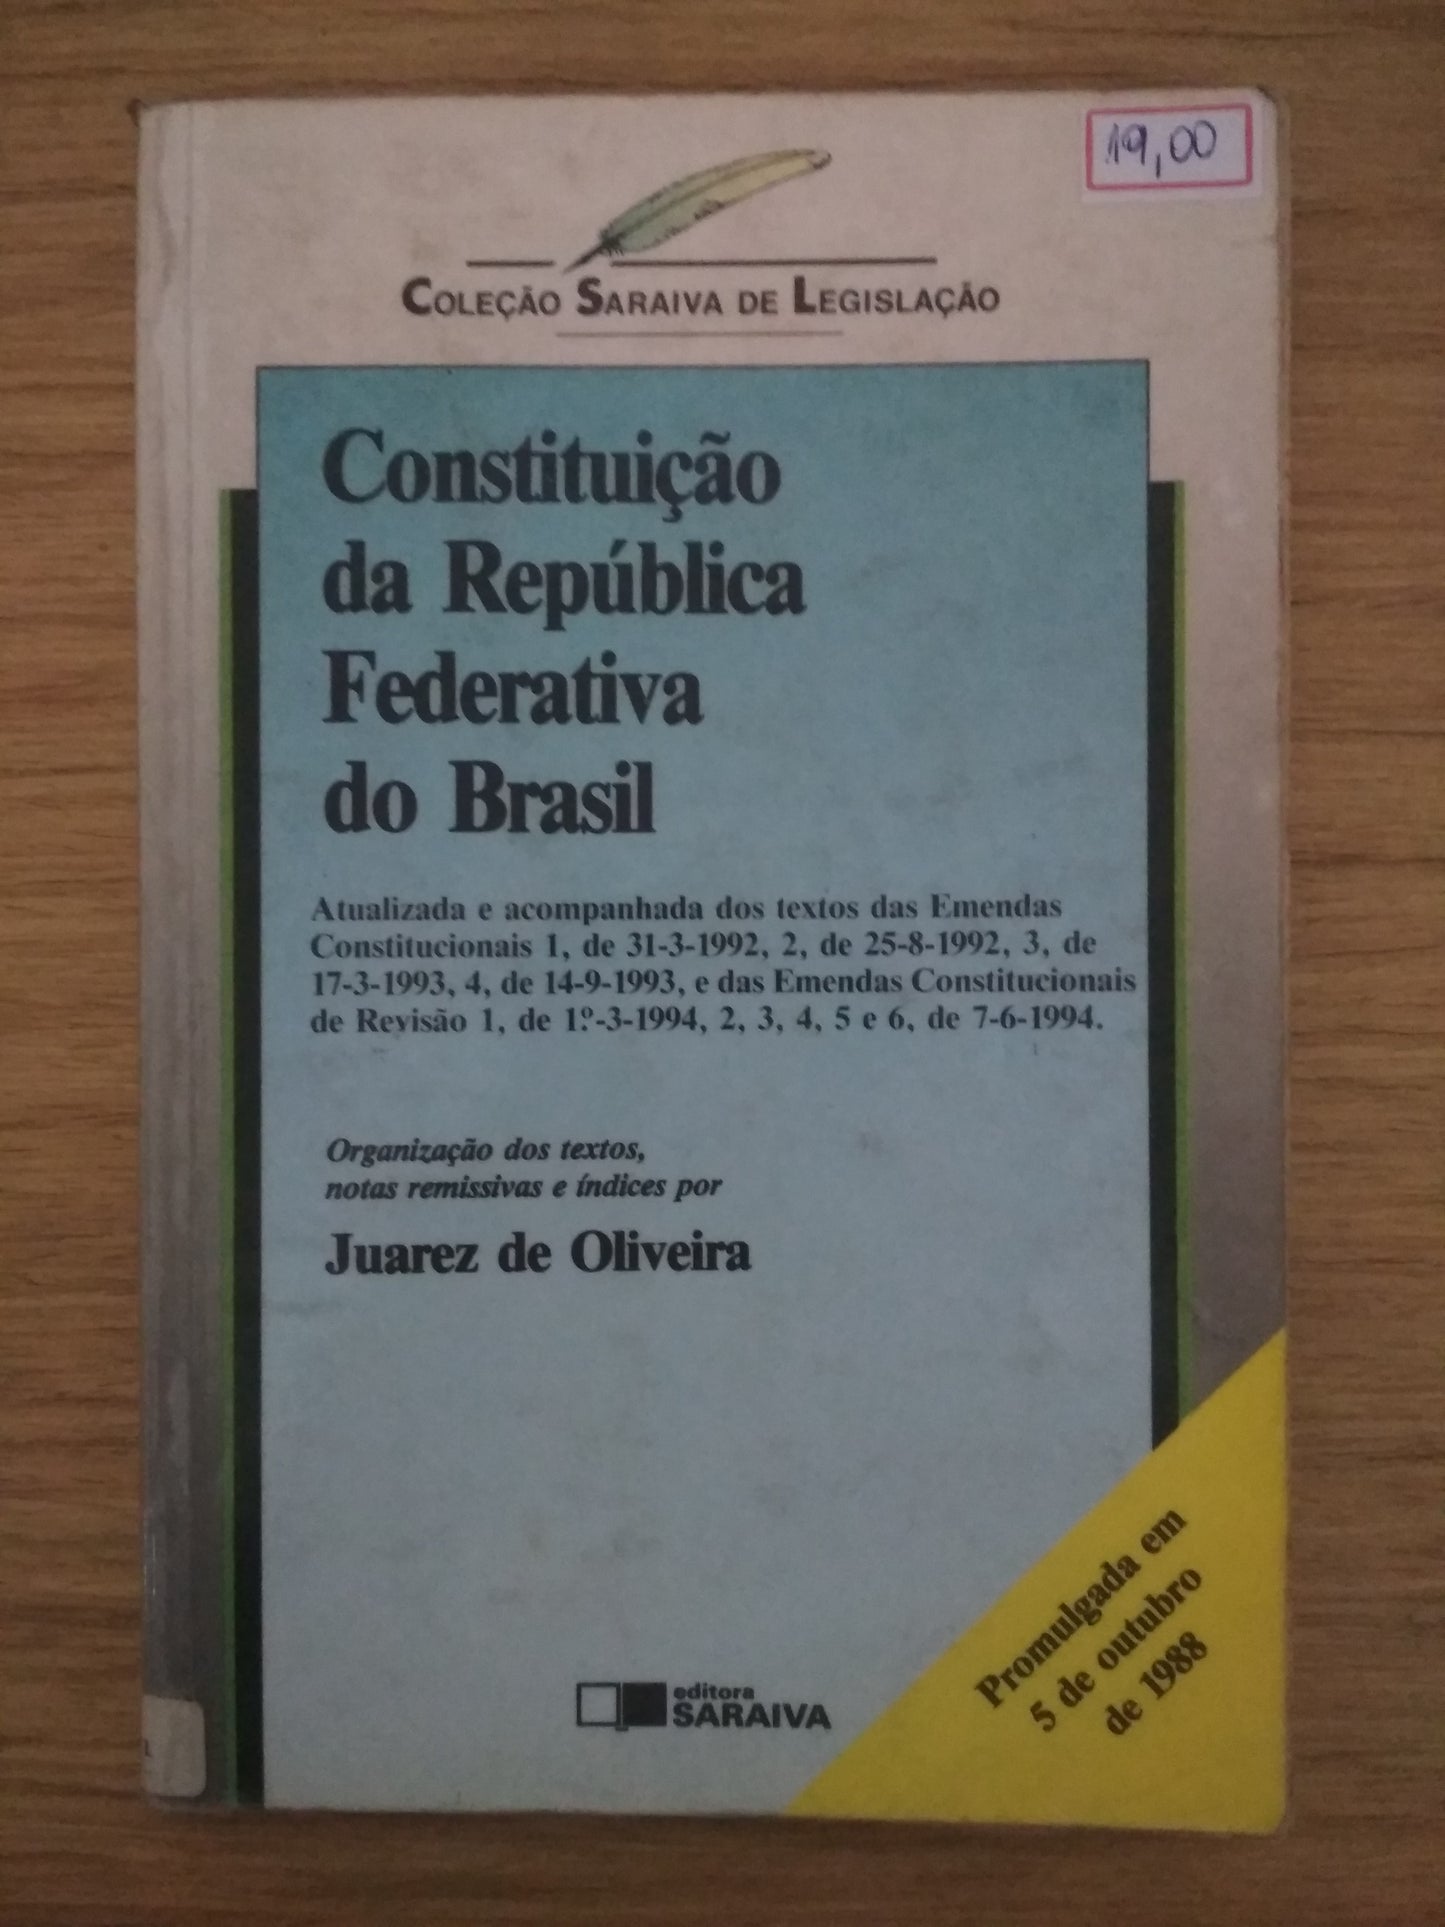 19,00
COLEÇÃO SARAIVA DE LEGISLAÇÃO
Constituição
da República
Federativa
do Brasil
Atualizada e acompanhada dos textos das Emendas
Constitucionais 1, de 31-3-1992, 2, de 25-8-1992, 3, de
17-3-1993, 4, de 14-9-1993, e das Emendas Constitucionais
de Revisão 1, de 1º-3-1994, 2, 3, 4, 5 e 6, de 7-6-1994.
Organização dos textos,
notas remissivas e índices por
Juarez de Oliveira
Promulgada em
5 de outubro
de 1988
editora
SARAIVA